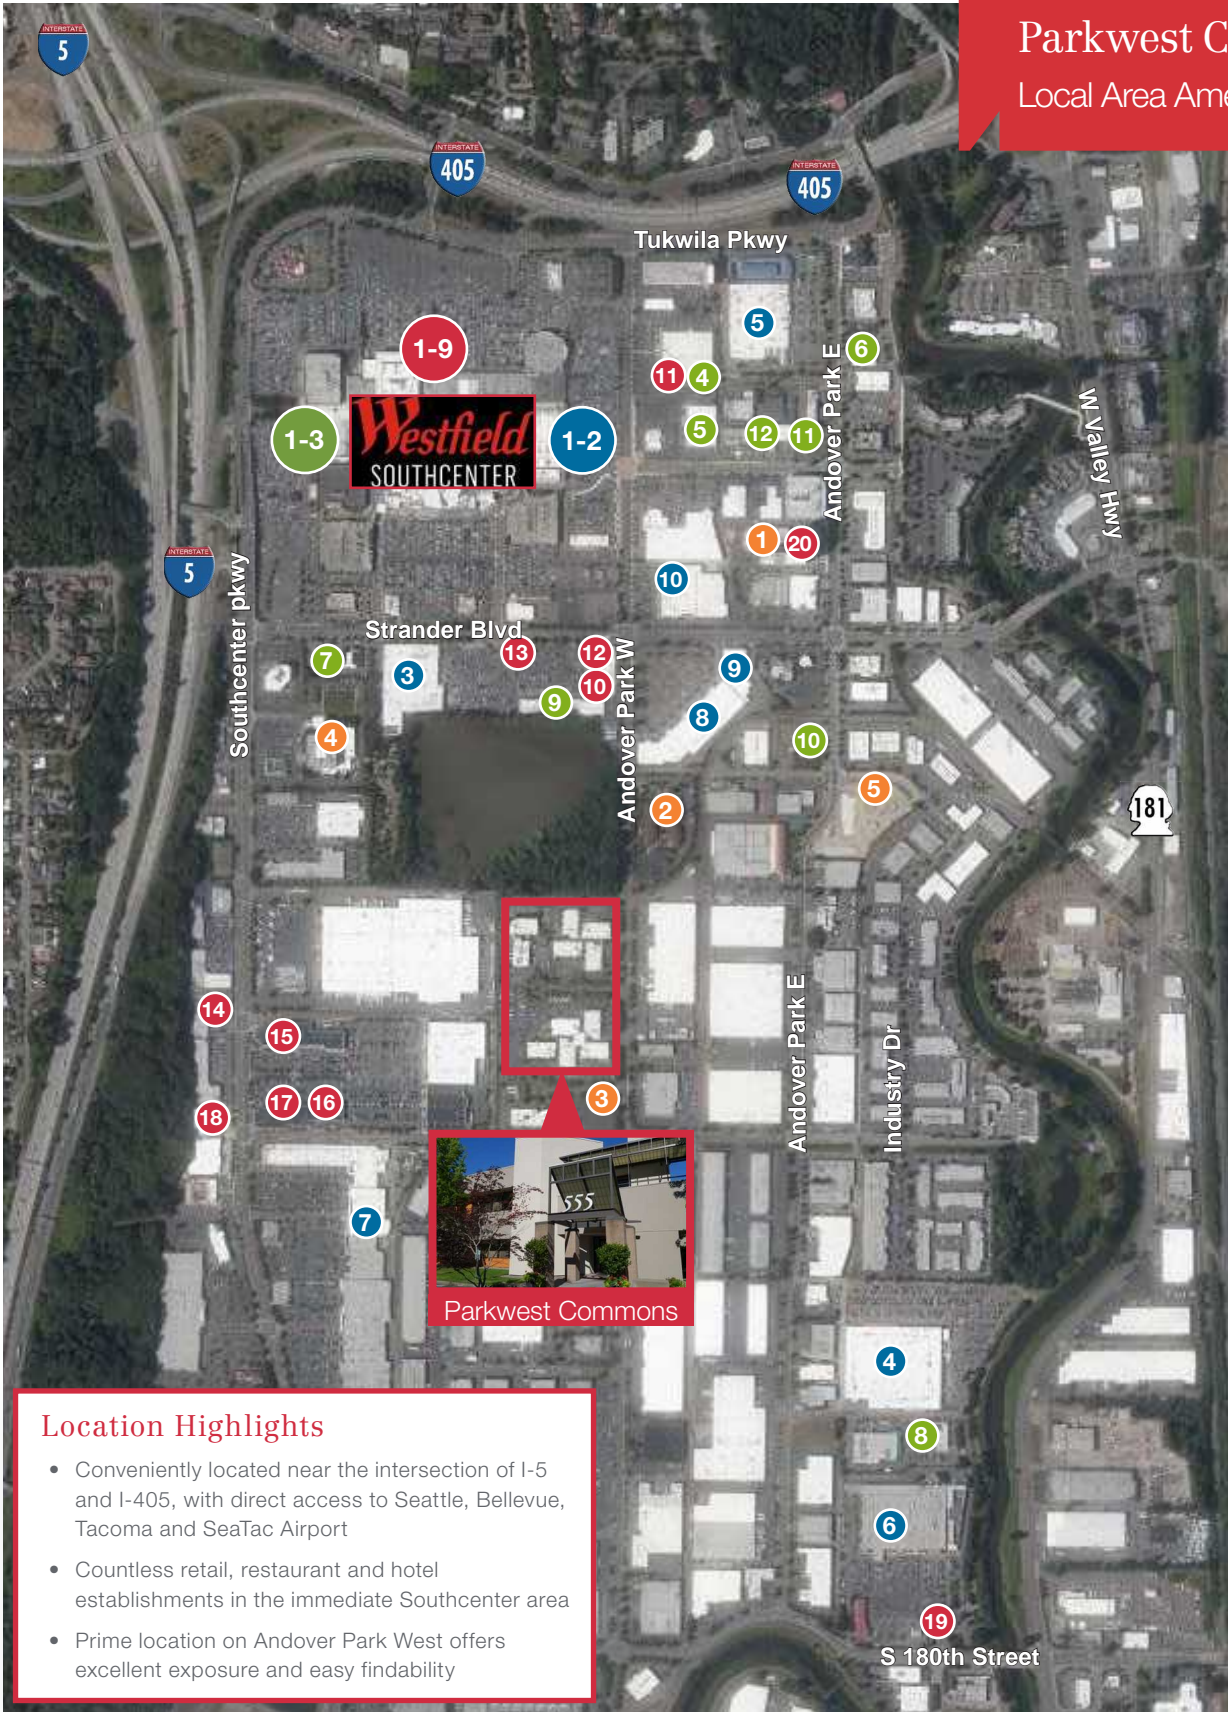 Parkwest C
Local Area Ame
INTERSTATE
5
INTERSTATE
405
INTERSTATE
405
Tukwila Pkwy
5
1-9
6
11
4
Andover Park E
W Valley Hwy
1-3
Westfield
SOUTHCENTER
1-2
5
12
11
1
20
INTERSTATE
5
10
Southcenter pkwy
Strander Blvd
7
3
13
12
9
10
9
Andover Park W
8
4
10
2
5
181
14
15
Andover Park E
Industry Dr
17
16
18
3
555
7
Parkwest Commons
4
8
6
19
S 180th Street
Location Highlights
• Conveniently located near the intersection of I-5
and I-405, with direct access to Seattle, Bellevue,
Tacoma and SeaTac Airport
• Countless retail, restaurant and hotel
establishments in the immediate Southcenter area
• Prime location on Andover Park West offers
excellent exposure and easy findability